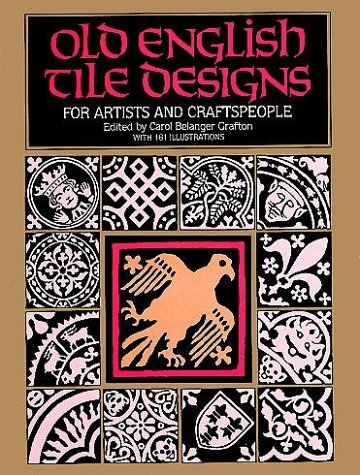 OLD ENGLISH
TILE DESIGNS
FOR ARTISTS AND CRAFTSPEOPLE
Edited by Carol Belanger Grafton
WITH 161 ILLUSTRATIONS